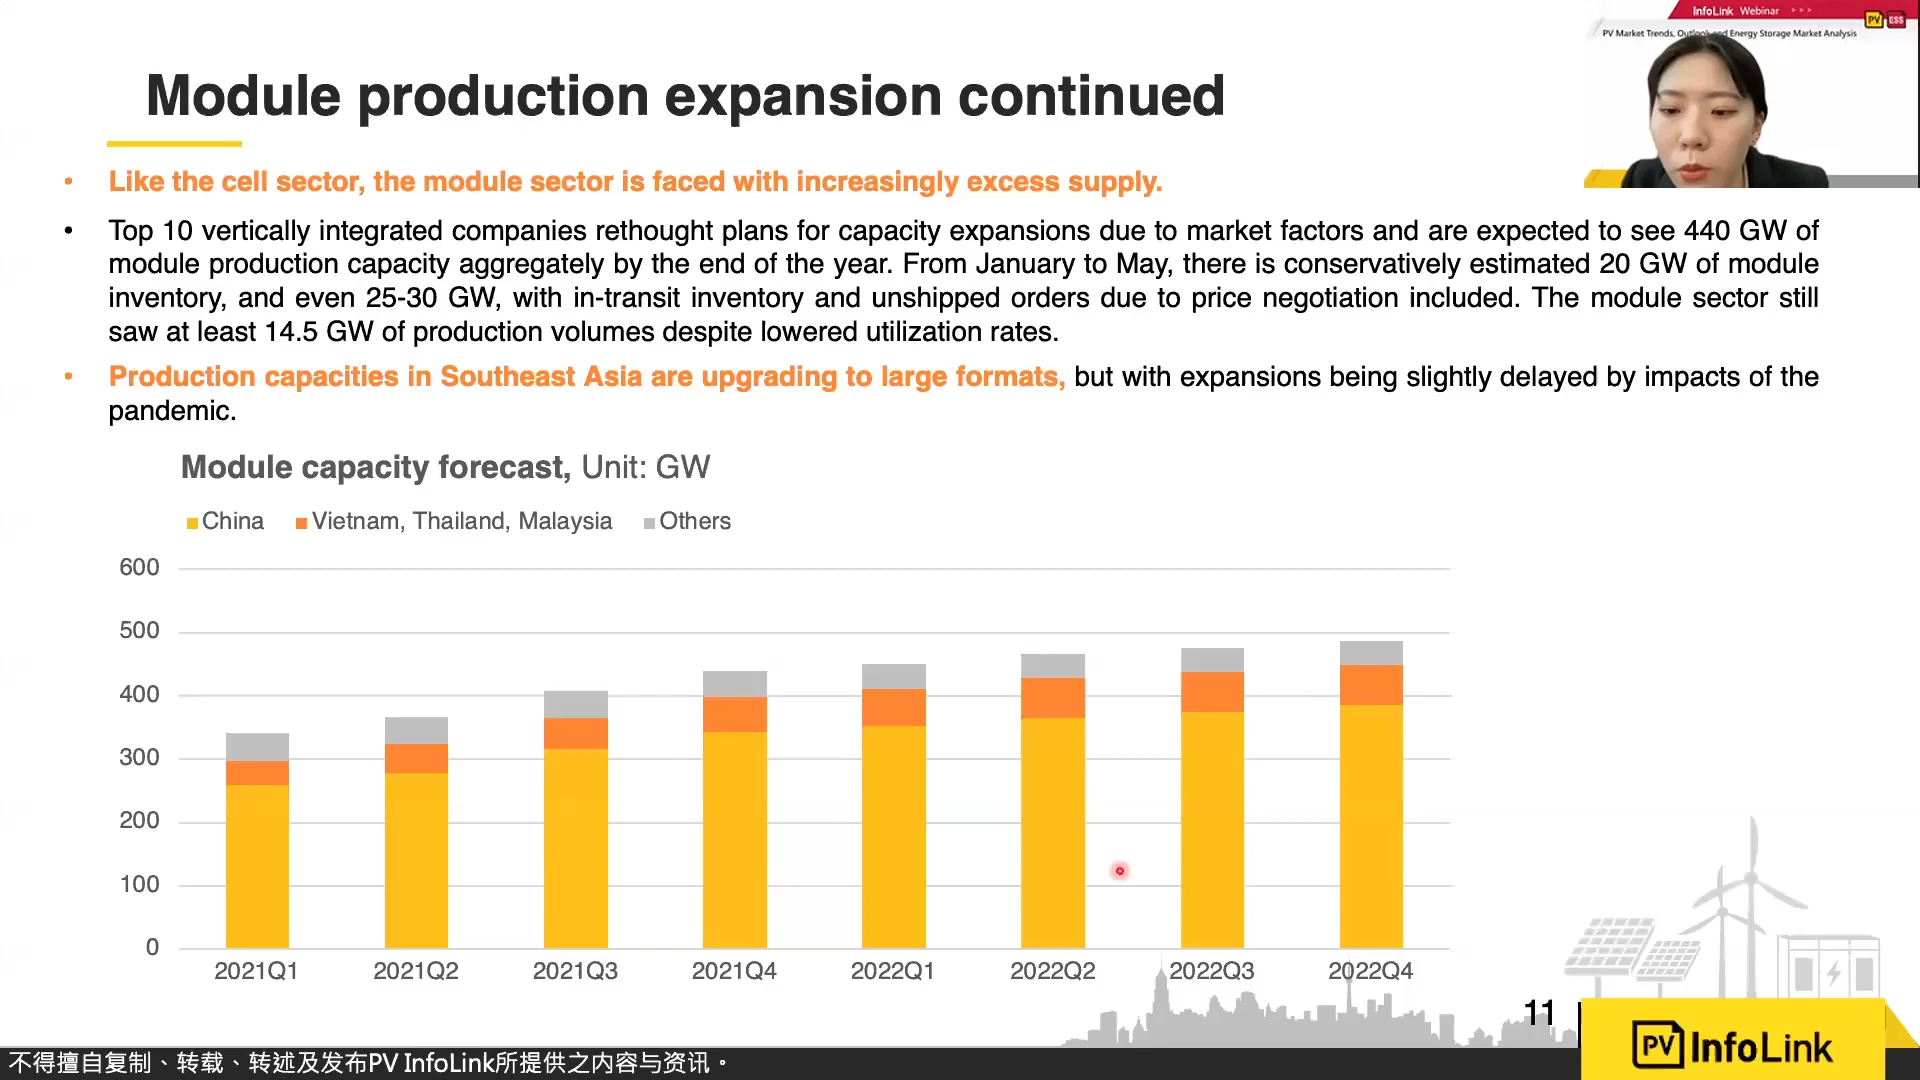 InfoLink Webinar
PV ESS
PV Market Trends, Outlook and Energy Storage Market Analysis
Module production expansion continued
• Like the cell sector, the module sector is faced with increasingly excess supply.
• Top 10 vertically integrated companies rethought plans for capacity expansions due to market factors and are expected to see 440 GW of
module production capacity aggregately by the end of the year. From January to May, there is conservatively estimated 20 GW of module
inventory, and even 25-30 GW, with in-transit inventory and unshipped orders due to price negotiation included. The module sector still
saw at least 14.5 GW of production volumes despite lowered utilization rates.
• Production capacities in Southeast Asia are upgrading to large formats, but with expansions being slightly delayed by impacts of the
pandemic.
Module capacity forecast, Unit: GW
China Vietnam, Thailand, Malaysia Others
600
500
400
300
200
100
0
2021Q1 2021Q2 2021Q3 2021Q4 2022Q1 2022Q2 2022Q3 2022Q4
11
PV InfoLink
不得擅自复制、转载、转述及发布PV InfoLink所提供之内容与资讯。